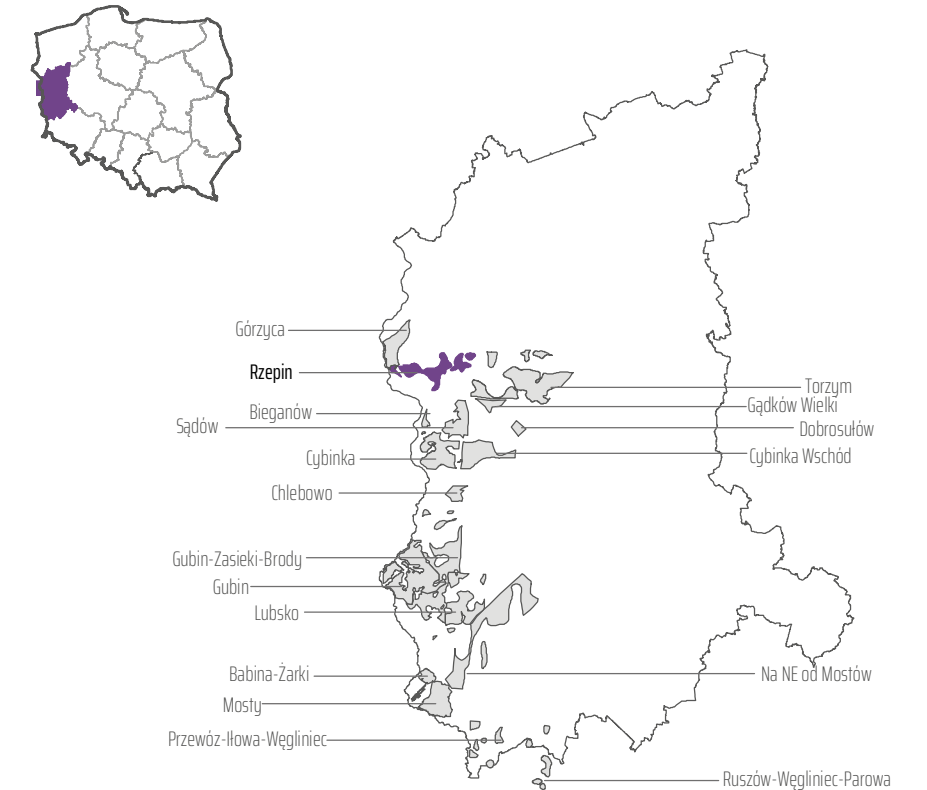 Górzyca
Rzepin
Torzym
Gądków Wielki
Bieganów
Sądów
Dobrosułów
Cybinka
Cybinka Wschód
Chlebowo
Gubin-Zasieki-Brody
Gubin
Lubsko
Babina-Żarki
Na NE od Mostów
Mosty
Przewóz-Iłowa-Węgliniec
Ruszów-Węgliniec-Parowa